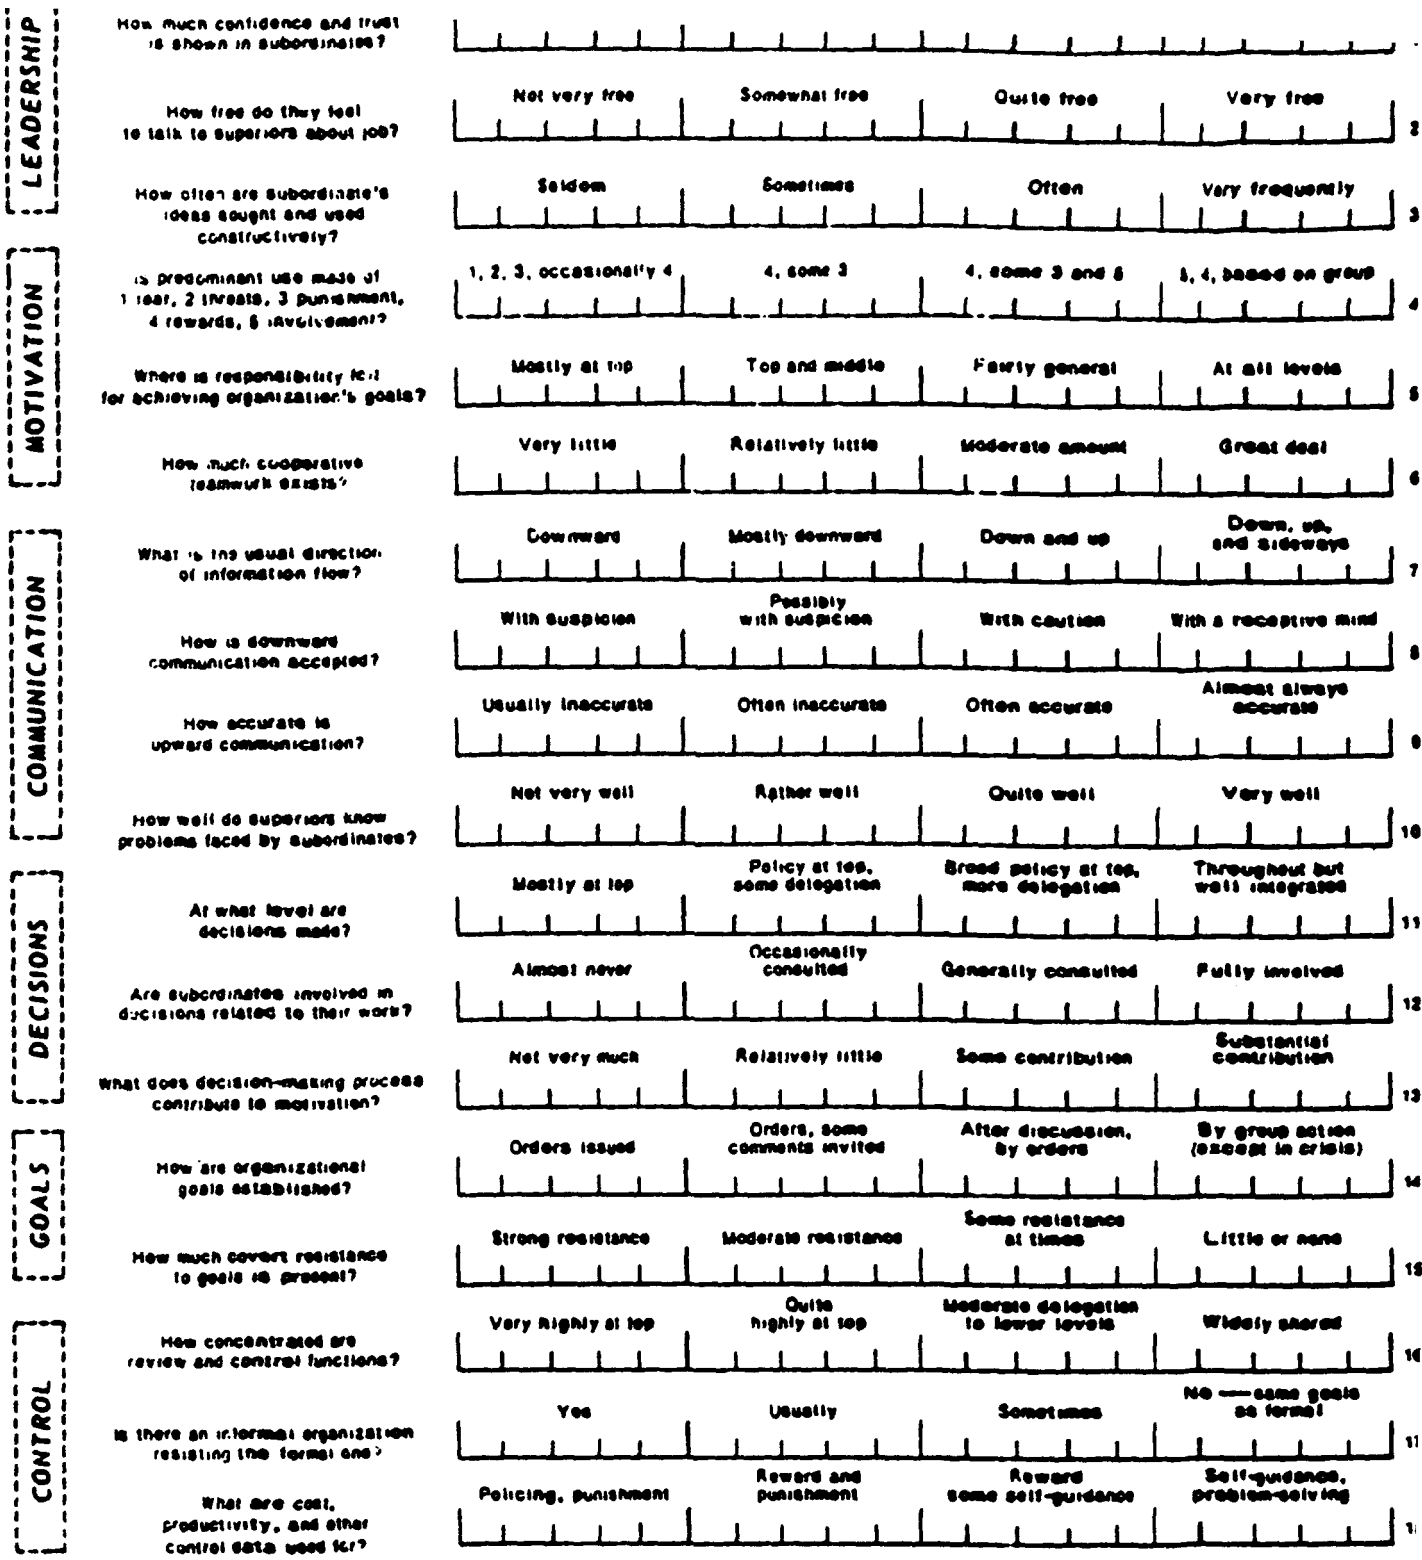 LEADERSHIP
How much confidence and trust
is shown in subordinates?
How free do they feel
to talk to superiors about job?
Not very free
Somewhat free
Quite free
Very free
2
How often are subordinate's
ideas sought and used
constructively?
Seldom
Sometimes
Often
Very frequently
3
MOTIVATION
Is predominant use made of
1 fear, 2 threats, 3 punishment,
4 rewards, 5 involvement?
1, 2, 3, occasionally 4
4, some 3
4, some 3 and 5
5, 4, based on group
4
Where is responsibility felt
for achieving organization's goals?
Mostly at top
Top and middle
Fairly general
At all levels
5
How much cooperative
teamwork exists?
Very little
Relatively little
Moderate amount
Great deal
6
COMMUNICATION
What is the usual direction
of information flow?
Downward
Mostly downward
Down and up
Down, up,
and sideways
7
How is downward
communication accepted?
With suspicion
Possibly
with suspicion
With caution
With a receptive mind
8
How accurate is
upward communication?
Usually inaccurate
Often inaccurate
Often accurate
Almost always
accurate
9
How well do superiors know
problems faced by subordinates?
Not very well
Rather well
Quite well
Very well
10
DECISIONS
At what level are
decisions made?
Mostly at top
Policy at top,
some delegation
Broad policy at top,
more delegation
Throughout but
well integrated
11
Are subordinates involved in
decisions related to their work?
Almost never
Occasionally
consulted
Generally consulted
Fully involved
12
What does decision-making process
contribute to motivation?
Not very much
Relatively little
Some contribution
Substantial
contribution
13
GOALS
How are organizational
goals established?
Orders issued
Orders, some
comments invited
After discussion,
by orders
By group action
(except in crisis)
14
How much covert resistance
to goals is present?
Strong resistance
Moderate resistance
Some resistance
at times
Little or none
15
CONTROL
How concentrated are
review and control functions?
Very highly at top
Quite
highly at top
Moderate delegation
to lower levels
Widely shared
16
Is there an informal organization
resisting the formal one?
Yes
Usually
Sometimes
No — same goals
as formal
17
What are cost,
productivity, and other
control data used for?
Policing, punishment
Reward and
punishment
Reward
some self-guidance
Self-guidance,
problem-solving